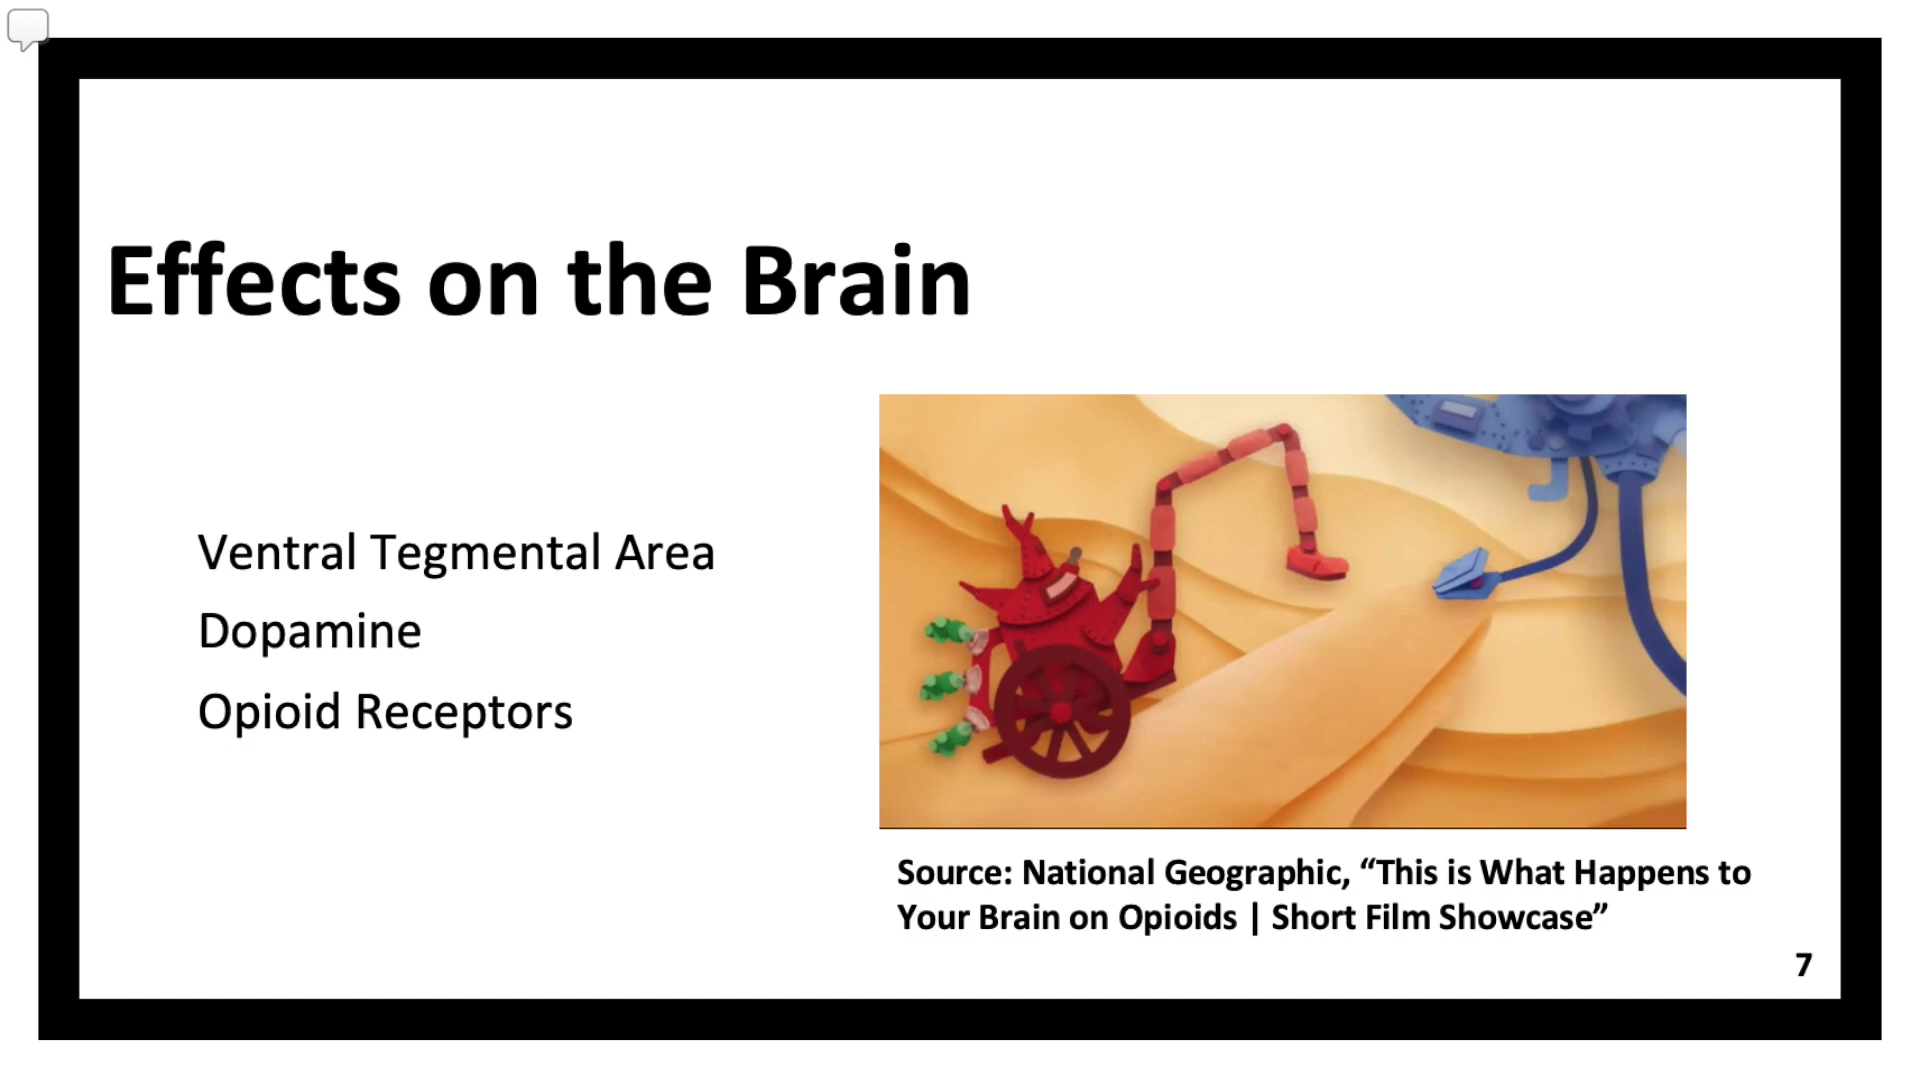 Effects on the Brain
Ventral Tegmental Area
Dopamine
Opioid Receptors
Source: National Geographic, “This is What Happens to
Your Brain on Opioids | Short Film Showcase”
7